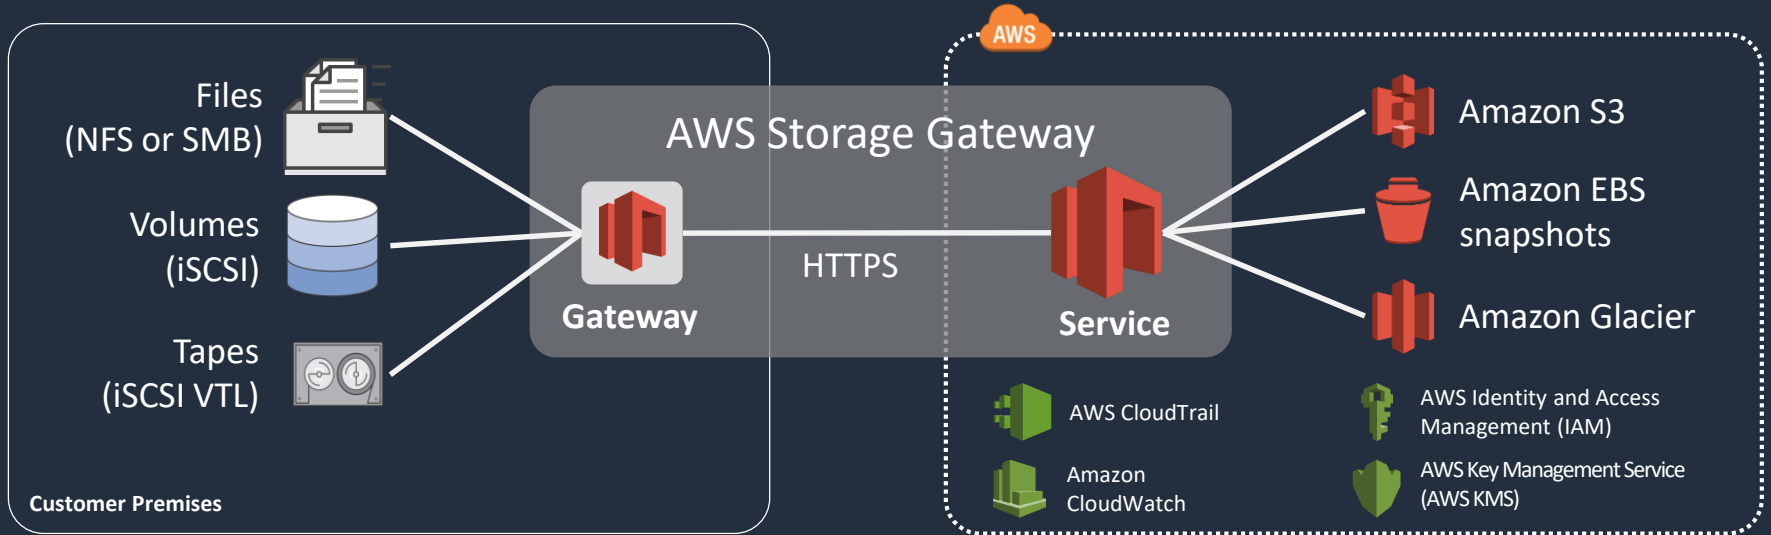 AWS
Files
(NFS or SMB)
Volumes
(iSCSI)
Tapes
(iSCSI VTL)
Customer Premises
AWS Storage Gateway
Gateway
HTTPS
Service
Amazon S3
Amazon EBS
snapshots
Amazon Glacier
AWS CloudTrail
AWS Identity and Access
Management (IAM)
Amazon
CloudWatch
AWS Key Management Service
(AWS KMS)